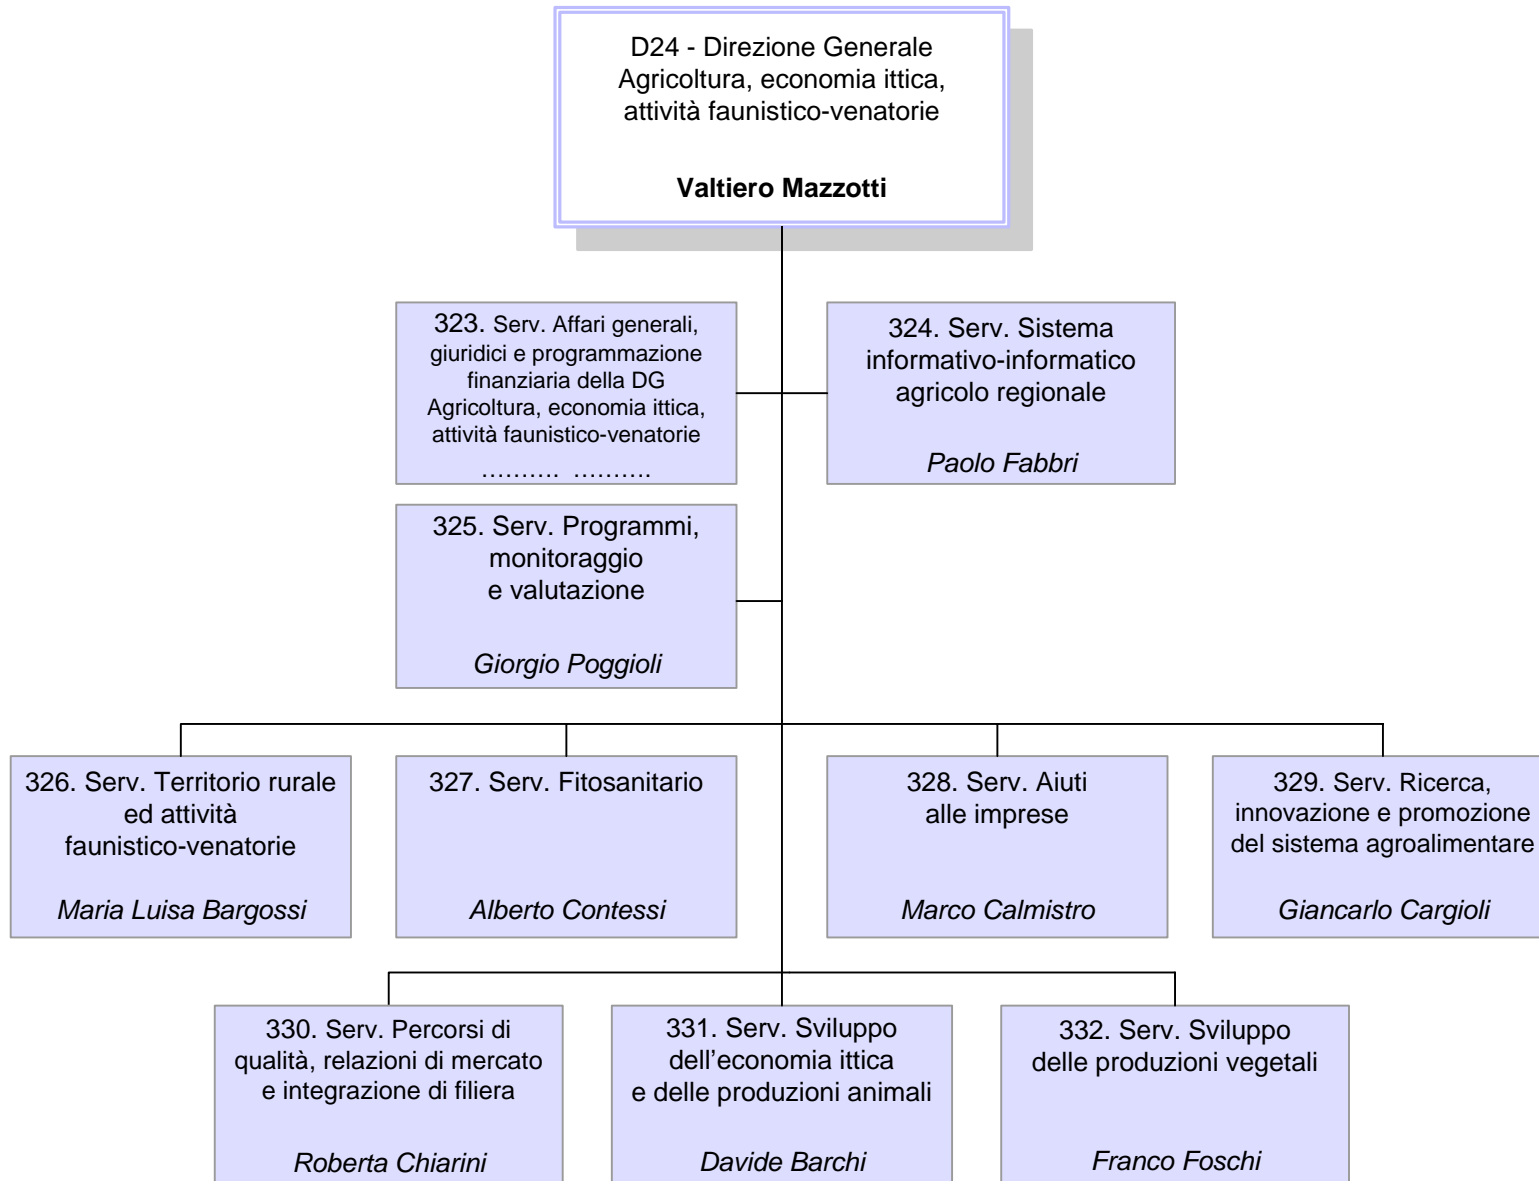 D24 - Direzione Generale
Agricoltura, economia ittica,
attività faunistico-venatorie
Valtiero Mazzotti
323. Serv. Affari generali,
giuridici e programmazione
finanziaria della DG
Agricoltura, economia ittica,
attività faunistico-venatorie
.......... ..........
324. Serv. Sistema
informativo-informatico
agricolo regionale
Paolo Fabbri
325. Serv. Programmi,
monitoraggio
e valutazione
Giorgio Poggioli
326. Serv. Territorio rurale
ed attività
faunistico-venatorie
Maria Luisa Bargossi
327. Serv. Fitosanitario
Alberto Contessi
328. Serv. Aiuti
alle imprese
Marco Calmistro
329. Serv. Ricerca,
innovazione e promozione
del sistema agroalimentare
Giancarlo Cargioli
330. Serv. Percorsi di
qualità, relazioni di mercato
e integrazione di filiera
Roberta Chiarini
331. Serv. Sviluppo
dell’economia ittica
e delle produzioni animali
Davide Barchi
332. Serv. Sviluppo
delle produzioni vegetali
Franco Foschi